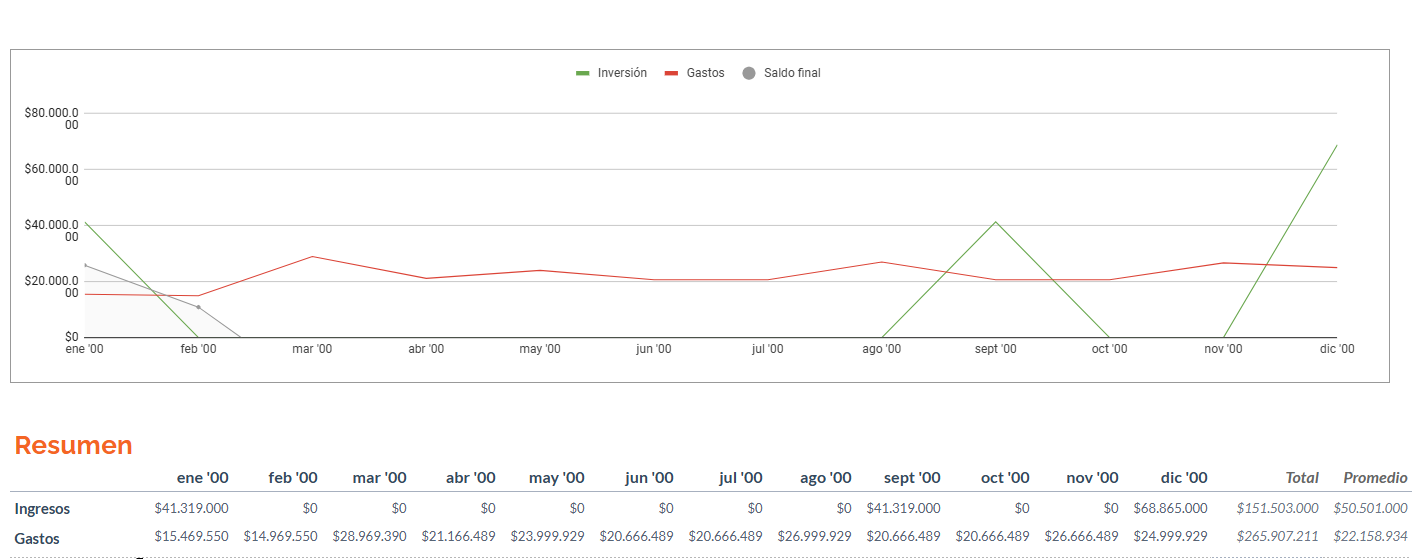 Inversión Gastos Saldo final
$80.000.0
00
$60.000.0
00
$40.000.0
00
$20.000.0
00
$0
ene '00 feb '00 mar '00 abr '00 may '00 jun '00 jul '00 ago '00 sept '00 oct '00 nov '00 dic '00
Resumen
ene '00 feb '00 mar '00 abr '00 may '00 jun '00 jul '00 ago '00 sept '00 oct '00 nov '00 dic '00 Total Promedio
Ingresos $41.319.000 $0 $0 $0 $0 $0 $0 $0 $41.319.000 $0 $0 $68.865.000 $151.503.000 $50.501.000
Gastos $15.469.550 $14.969.550 $28.969.390 $21.166.489 $23.999.929 $20.666.489 $20.666.489 $26.999.929 $20.666.489 $20.666.489 $26.666.489 $24.999.929 $265.907.211 $22.158.934